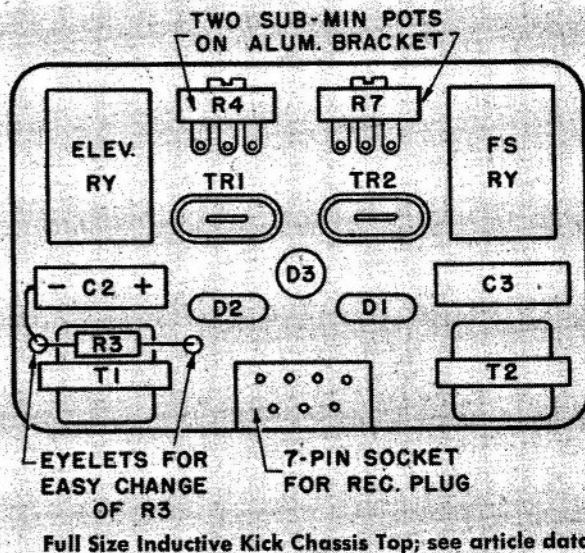 TWO SUB-MIN POTS
ON ALUM. BRACKET
R4
R7
ELEV.
RY
FS
RY
TR1
TR2
D3
- C2 +
C3
D2
D1
R3
T1
T2
EYELETS FOR
EASY CHANGE
OF R3
7-PIN SOCKET
FOR REC. PLUG
Full Size Inductive Kick Chassis Top; see article data